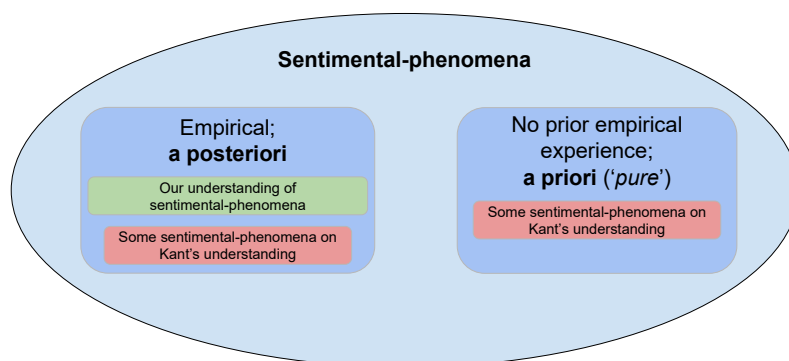 Sentimental-phenomena
Empirical;
a posteriori
Our understanding of
sentimental-phenomena
Some sentimental-phenomena on
Kant's understanding
No prior empirical
experience;
a priori (‘pure’)
Some sentimental-phenomena on
Kant's understanding